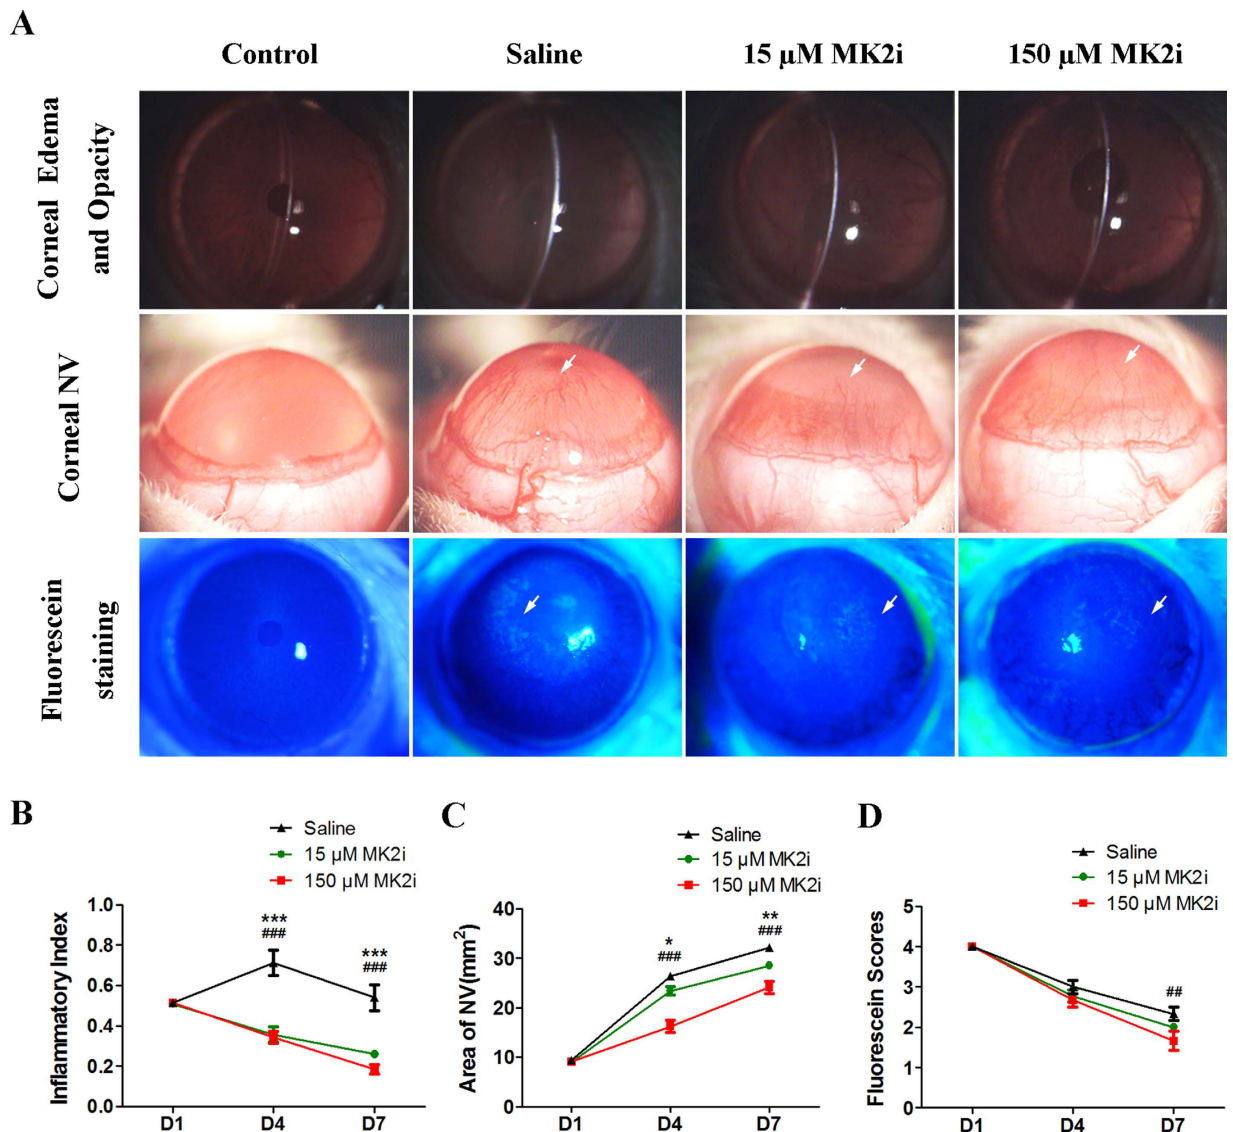 A
Control
Saline
15 µM MK2i
150 µM MK2i
Corneal Edema
and Opacity
Corneal NV
Fluorescein
staining
B
Saline
15 µM MK2i
150 µM MK2i
Inflammatory Index
1.0
0.8
0.6
0.4
0.2
0.0
***
###
***
###
D1
D4
D7
C
Saline
15 µM MK2i
150 µM MK2i
Area of NV(mm²)
40
30
20
10
0
*
###
**
###
D1
D4
D7
D
Saline
15 µM MK2i
150 µM MK2i
Fluorescein Scores
5
4
3
2
1
0
##
D1
D4
D7